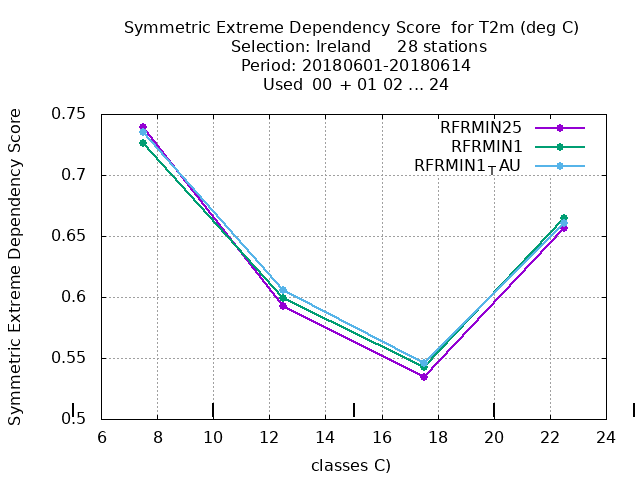 Symmetric Extreme Dependency Score  for T2m (deg C)
Selection: Ireland     28 stations
Period: 20180601-20180614
Used  00  + 01 02 ... 24
Symmetric Extreme Dependency Score
0.75
0.7
0.65
0.6
0.55
0.5
RFRMIN25
RFRMIN1
RFRMIN1TAU
6 8 10 12 14 16 18 20 22 24
classes C)